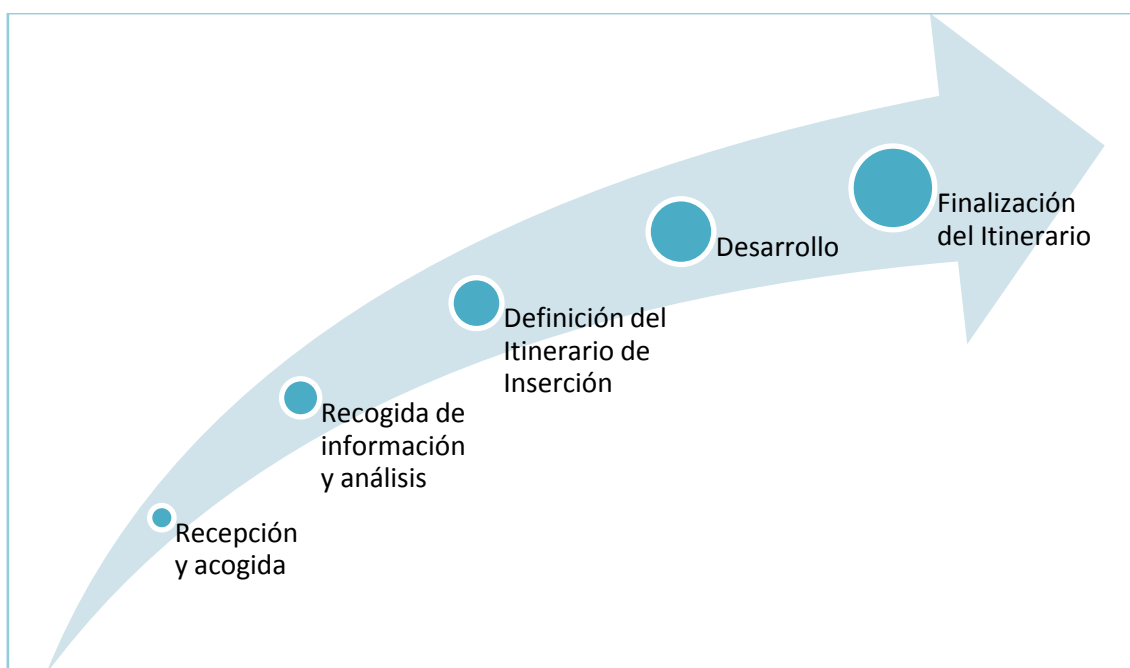 Recepción
y acogida
Recogida de
información
y análisis
Definición del
Itinerario de
Inserción
Desarrollo
Finalización
del Itinerario